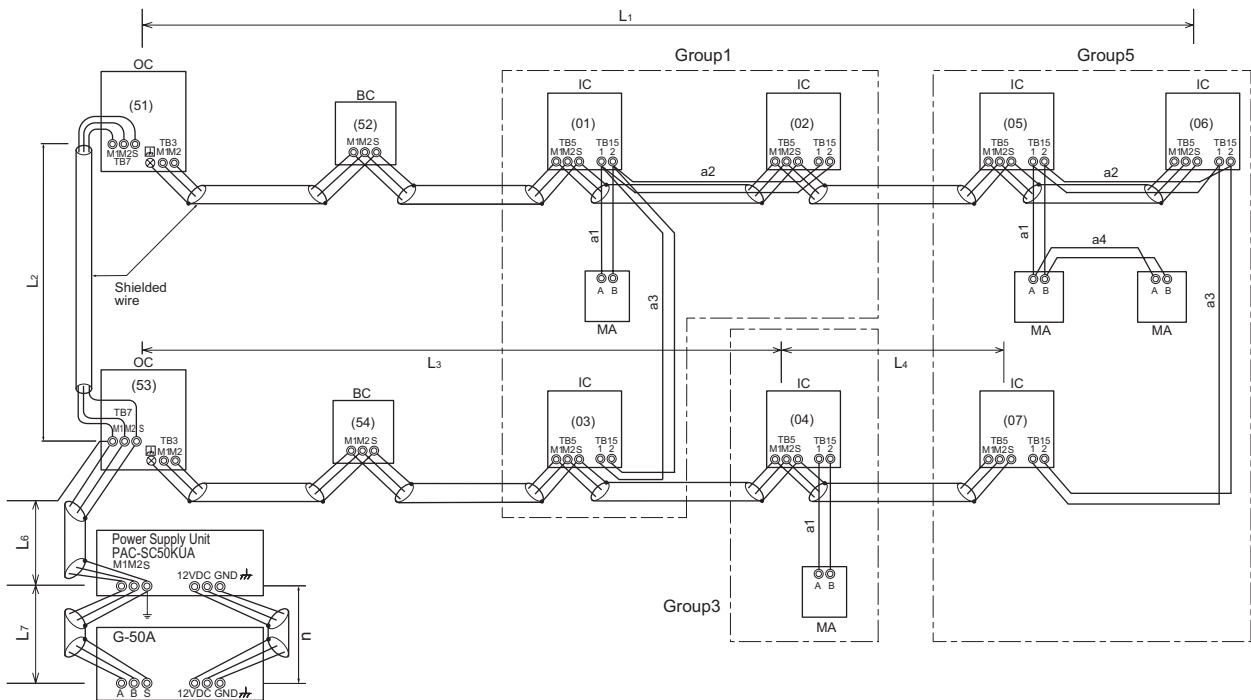 L1
Group1
Group5
OC
(51)
M1M2S
TB7
TB3
M1M2
BC
(52)
M1M2S
IC
(01)
TB5
M1M2S
TB15
1 2
IC
(02)
TB5
M1M2S
TB15
1 2
IC
(05)
TB5
M1M2S
TB15
1 2
IC
(06)
TB5
M1M2S
TB15
1 2
a2
a2
L2
Shielded
wire
a1
A B
MA
a3
a1
A B
MA
a4
A B
MA
a3
L3
L4
OC
(53)
TB7
M1M2 S
TB3
M1M2
BC
(54)
M1M2S
IC
(03)
TB5
M1M2S
TB15
1 2
IC
(04)
TB5
M1M2S
TB15
1 2
IC
(07)
TB5
M1M2S
TB15
1 2
a1
A B
MA
Group3
L6
Power Supply Unit
PAC-SC50KUA
M1M2S
12VDC GND
L7
n
G-50A
A B S
12VDC GND